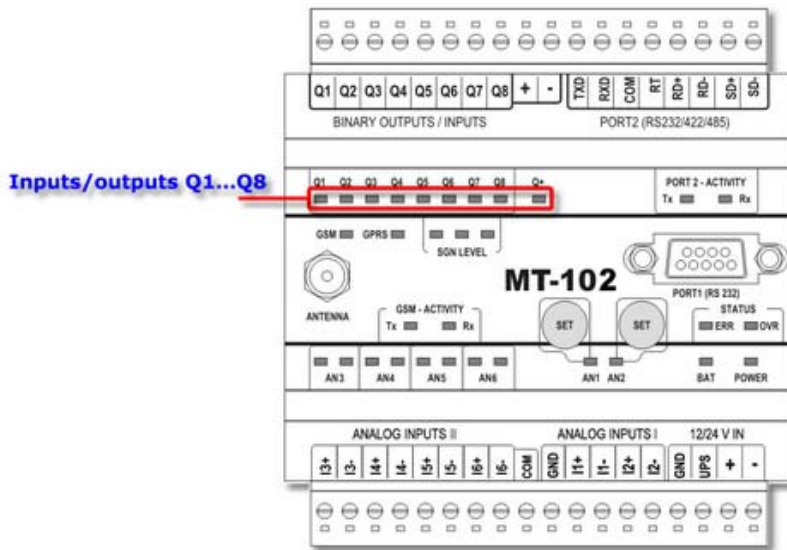 Q1 Q2 Q3 Q4 Q5 Q6 Q7 Q8 + - TXD RXD COM RT RD+ RD- SD+ SD-
BINARY OUTPUTS / INPUTS PORT2 (RS232/422/485)
Inputs/outputs Q1...Q8
Q1 Q2 Q3 Q4 Q5 Q6 Q7 Q8 Q+ PORT 2 - ACTIVITY
Tx Rx
GSM GPRS
SGN LEVEL
MT-102
PORT1 (RS 232)
ANTENNA GSM - ACTIVITY STATUS
Tx Rx SET SET ERR OVR
AN3 AN4 AN5 AN6 AN1 AN2 BAT POWER
ANALOG INPUTS II ANALOG INPUTS I 12/24 V IN
I3+ I3- I4+ I4- I5+ I5- I6+ I6- COM GND I1+ I1- I2+ I2- GND UPS + -